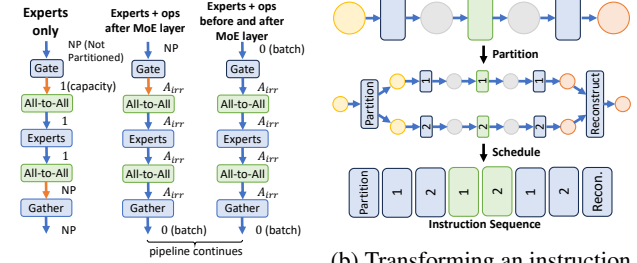 Experts
only
NP (Not
Partitioned)
Gate
1(capacity)
All-to-All
1
Experts
1
All-to-All
NP
Gather
NP
Experts + ops
after MoE layer
NP
Gate
A_irr
All-to-All
A_irr
Experts
A_irr
All-to-All
A_irr
Gather
0 (batch)
Experts + ops
before and after
MoE layer
0 (batch)
Gate
A_irr
All-to-All
A_irr
Experts
A_irr
All-to-All
A_irr
Gather
0 (batch)
pipeline continues
Partition
Partition
1
1
1
2
2
2
Reconstruct
Schedule
Partition
1
2
1
2
1
2
Recon.
Instruction Sequence
(b) Transforming an instruction